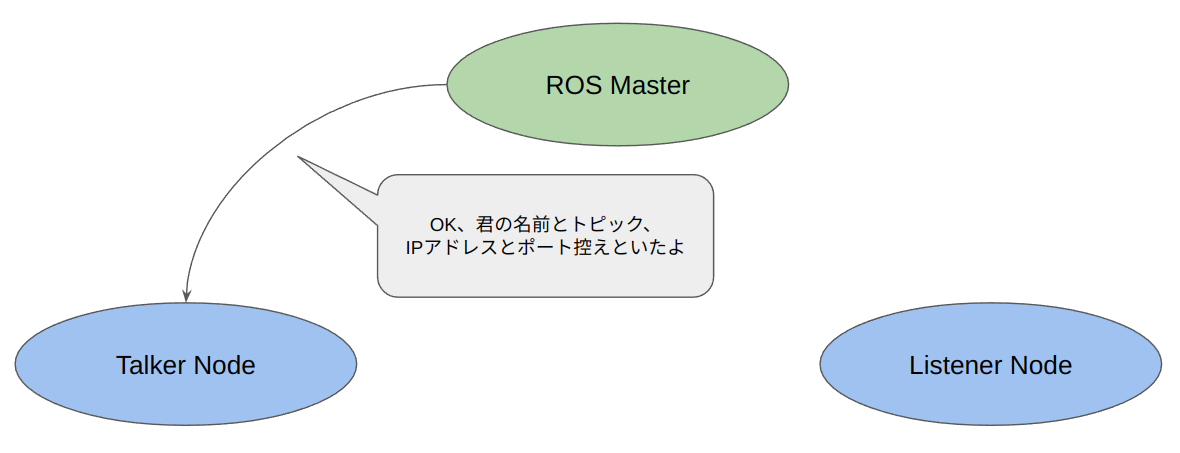 ROS Master
OK、君の名前とトピック、
IPアドレスとポート控えといたよ
Talker Node
Listener Node